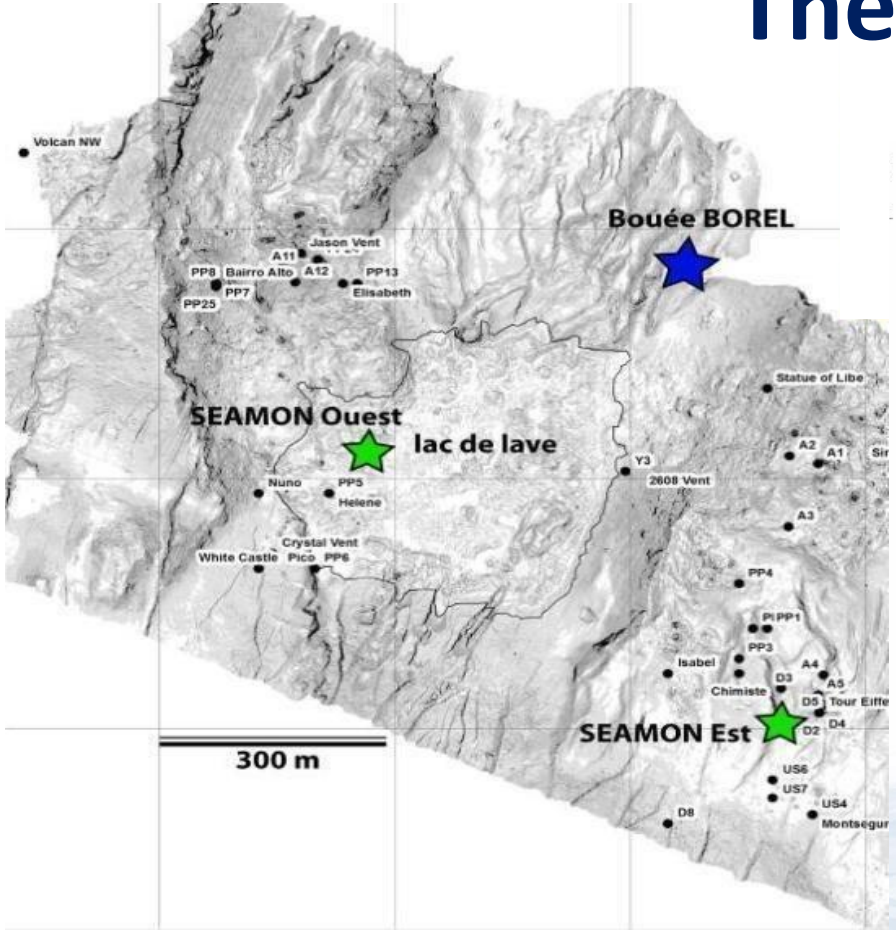 The
Volcan NW
Bouée BOREL
Jason Vent
A11
PP8 Bairro Alto A12 PP13
PP7 Elisabeth
PP25
Statue of Libe
SEAMON Ouest
lac de lave
A2
A1 Sir
Y3
2608 Vent
Nuno PP5
Helene
A3
Crystal Vent
White Castle Pico PP6
PP4
PP1
PP3
Isabel
A4
Chimiste D3 A5
D5 Tour Eiffe
SEAMON Est D2 D4
300 m
US6
US7
US4
D8 Montsegur